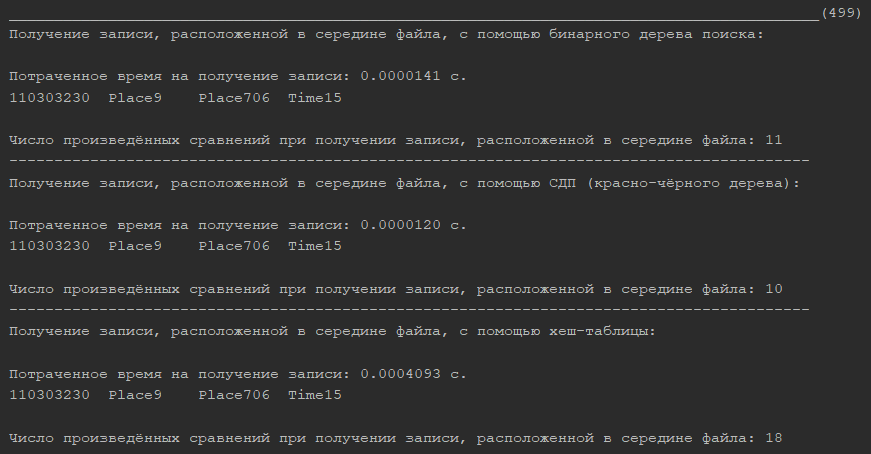 __________________________________________________________________________________________(499)
Получение записи, расположенной в середине файла, с помощью бинарного дерева поиска:
Потраченное время на получение записи: 0.0000141 с.
110303230  Place9    Place706  Time15
Число произведённых сравнений при получении записи, расположенной в середине файла: 11
-----------------------------------------------------------------------------------------
Получение записи, расположенной в середине файла, с помощью СДП (красно-чёрного дерева):
Потраченное время на получение записи: 0.0000120 с.
110303230  Place9    Place706  Time15
Число произведённых сравнений при получении записи, расположенной в середине файла: 10
-----------------------------------------------------------------------------------------
Получение записи, расположенной в середине файла, с помощью хеш-таблицы:
Потраченное время на получение записи: 0.0004093 с.
110303230  Place9    Place706  Time15
Число произведённых сравнений при получении записи, расположенной в середине файла: 18